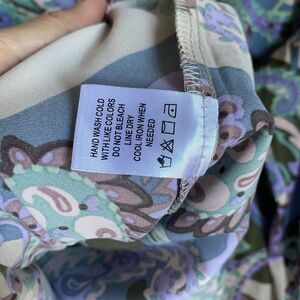 HAND WASH COLD
WITH LIKE COLORS
DO NOT BLEACH
LINE DRY
COOL IRON WHEN
NEEDED